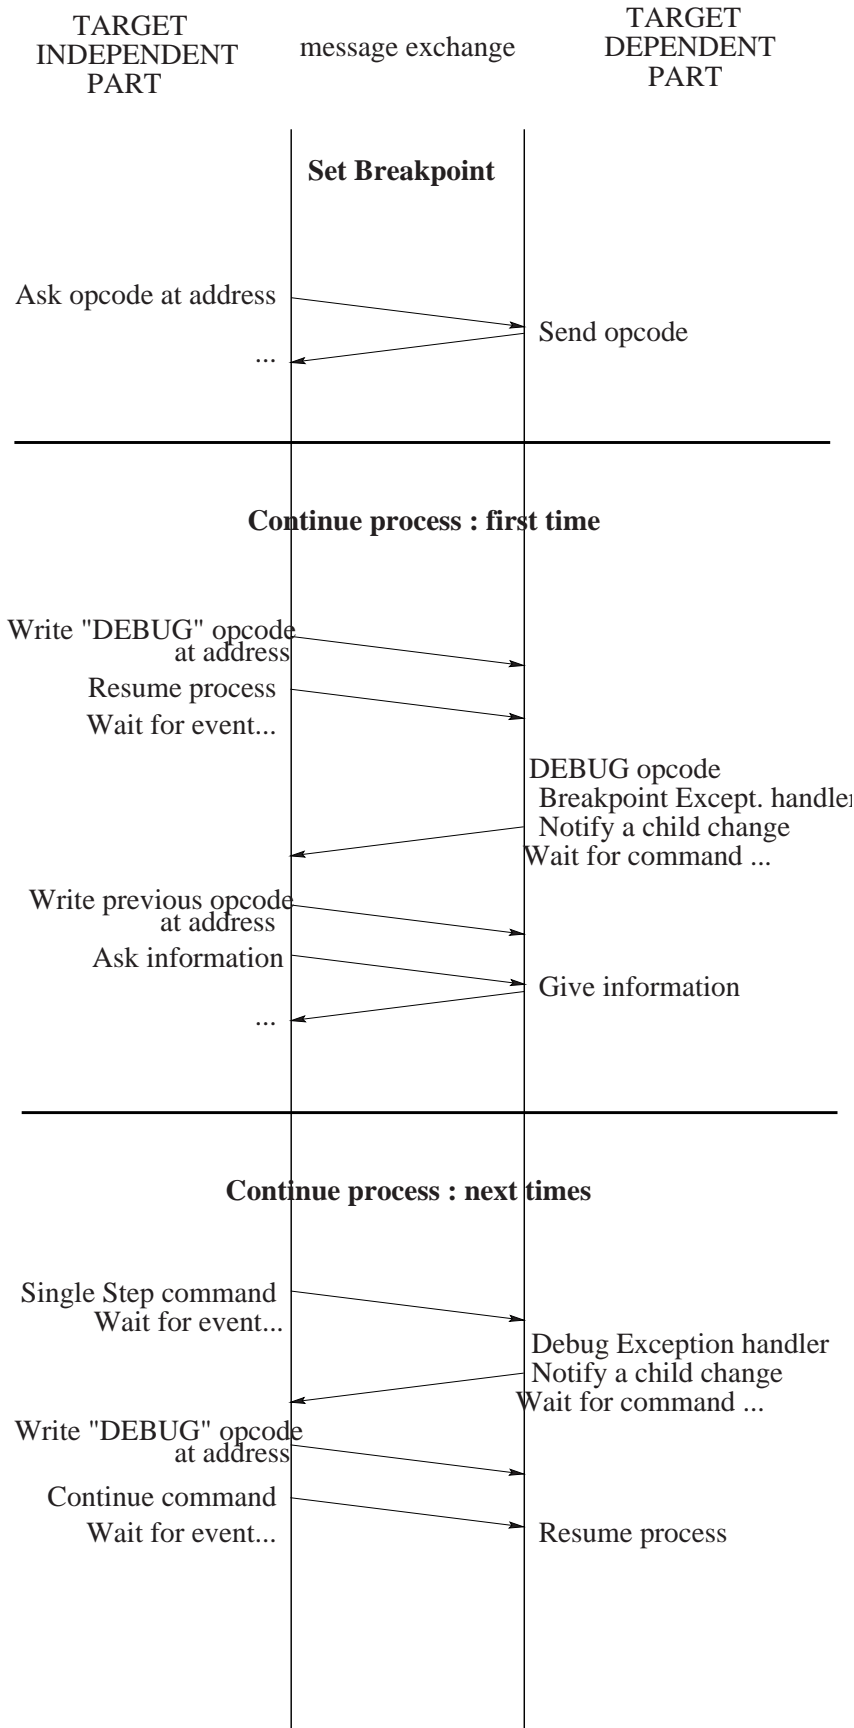 TARGET
INDEPENDENT
PART
message exchange
TARGET
DEPENDENT
PART
Set Breakpoint
Ask opcode at address
Send opcode
...
Continue process : first time
Write "DEBUG" opcode
at address
Resume process
Wait for event...
DEBUG opcode
Breakpoint Except. handler
Notify a child change
Wait for command ...
Write previous opcode
at address
Ask information
Give information
...
Continue process : next times
Single Step command
Wait for event...
Debug Exception handler
Notify a child change
Wait for command ...
Write "DEBUG" opcode
at address
Continue command
Wait for event...
Resume process